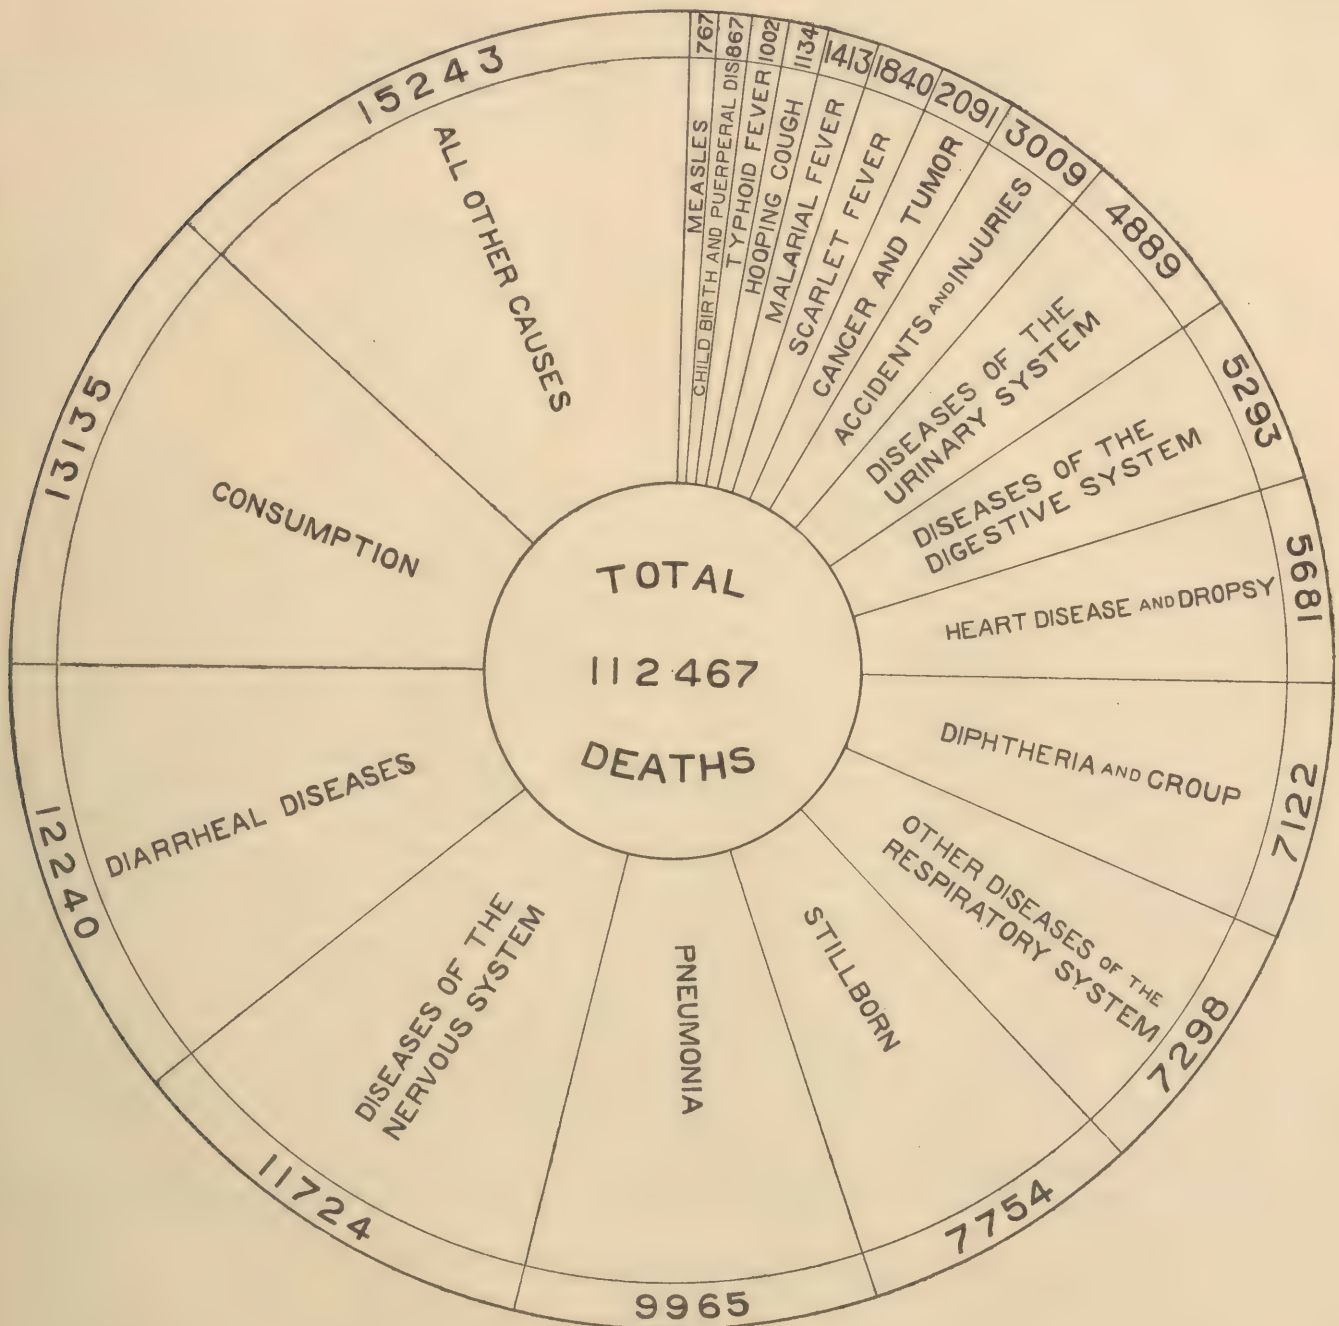 767
MEASLES
867
CHILD BIRTH AND PUERPERAL DIS
1002
TYPHOID FEVER
1134
HOOPING COUGH
1413
MALARIAL FEVER
1840
SCARLET FEVER
2091
CANCER AND TUMOR
3009
ACCIDENTS AND INJURIES
4889
DISEASES OF THE
URINARY SYSTEM
5293
DISEASES OF THE
DIGESTIVE SYSTEM
5681
HEART DISEASE AND DROPSY
7122
DIPHTHERIA AND CROUP
7298
OTHER DISEASES OF THE
RESPIRATORY SYSTEM
7754
STILLBORN
9965
PNEUMONIA
11724
DISEASES OF THE
NERVOUS SYSTEM
12240
DIARRHEAL DISEASES
13135
CONSUMPTION
15243
ALL OTHER CAUSES
TOTAL
112467
DEATHS